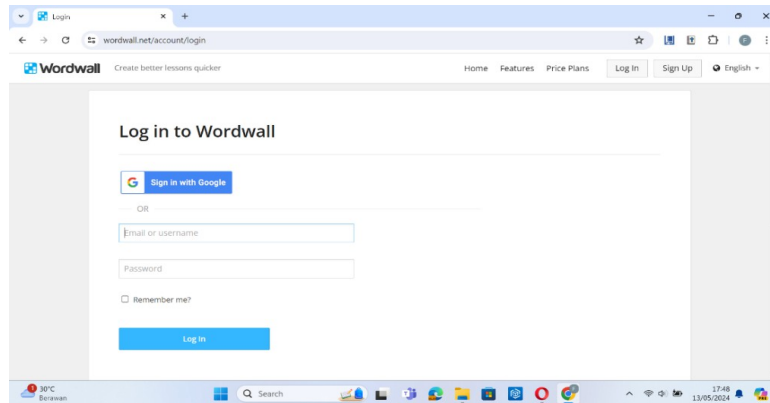 Login
wordwall.net/account/login
Wordwall Create better lessons quicker Home Features Price Plans Log In Sign Up English
Log in to Wordwall
Sign in with Google
OR
Email or username
Password
Remember me?
Log In
1
30°C
Berawan
Search
17:48
13/05/2024